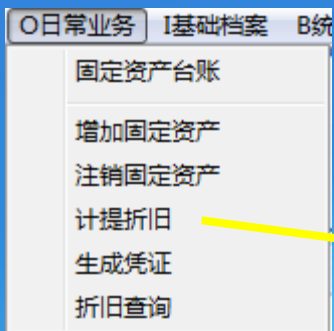 O日常业务 I基础档案 B统
固定资产台账
增加固定资产
注销固定资产
计提折旧
生成凭证
折旧查询